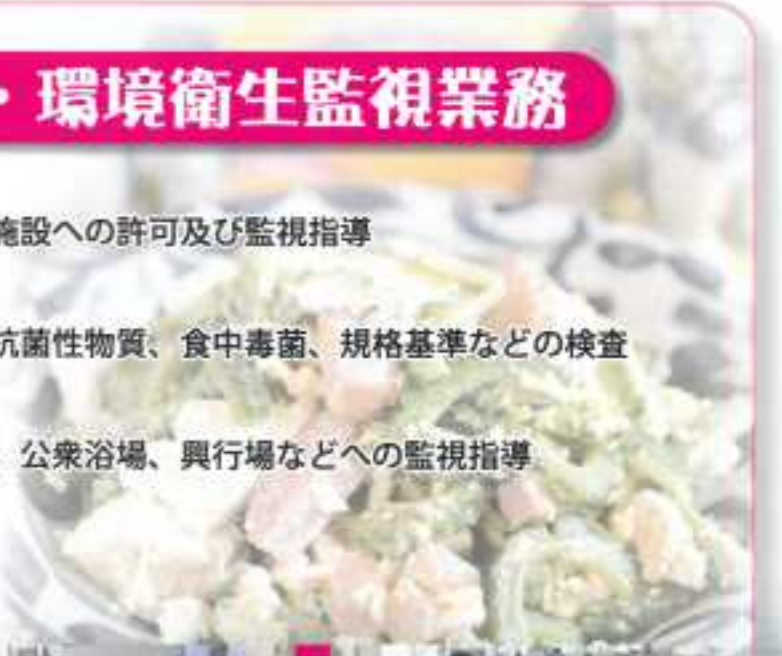 ・環境衛生監視業務
施設への許可及び監視指導
抗菌性物質、食中毒菌、規格基準などの検査
公衆浴場、興行場などへの監視指導